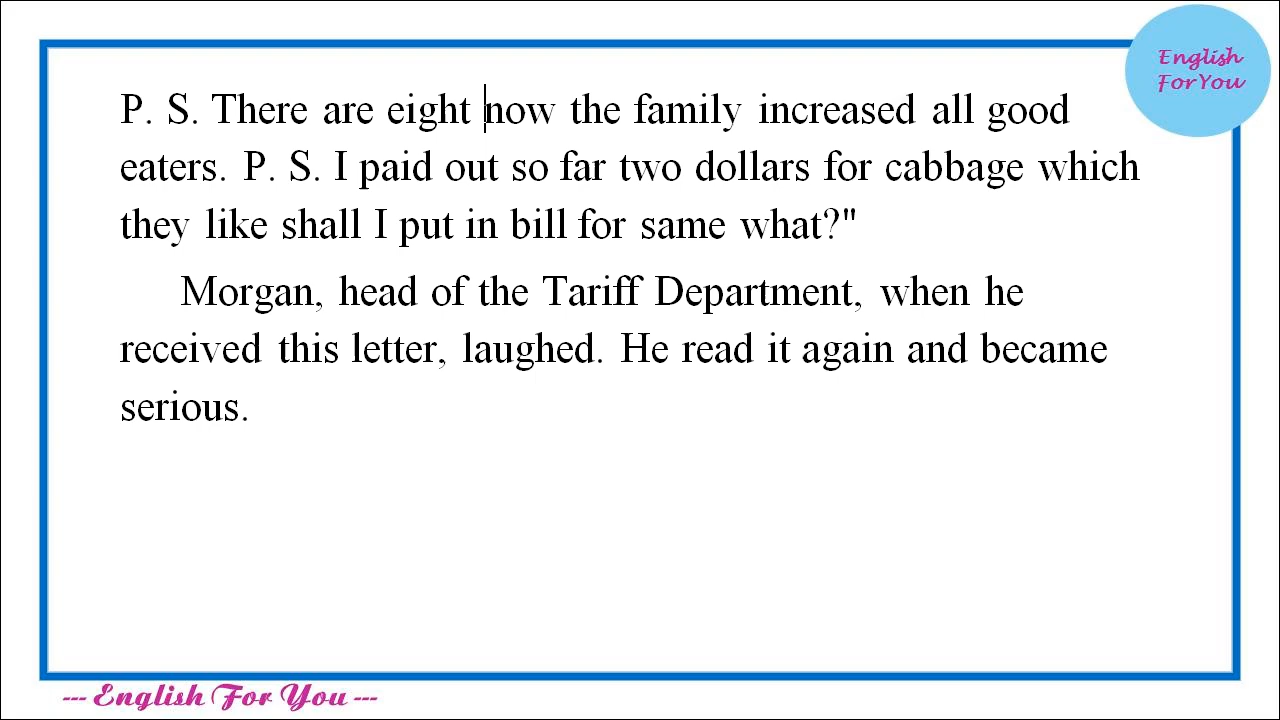 English
ForYou
P. S. There are eight now the family increased all good
eaters. P. S. I paid out so far two dollars for cabbage which
they like shall I put in bill for same what?"
Morgan, head of the Tariff Department, when he
received this letter, laughed. He read it again and became
serious.
--- English For You ---